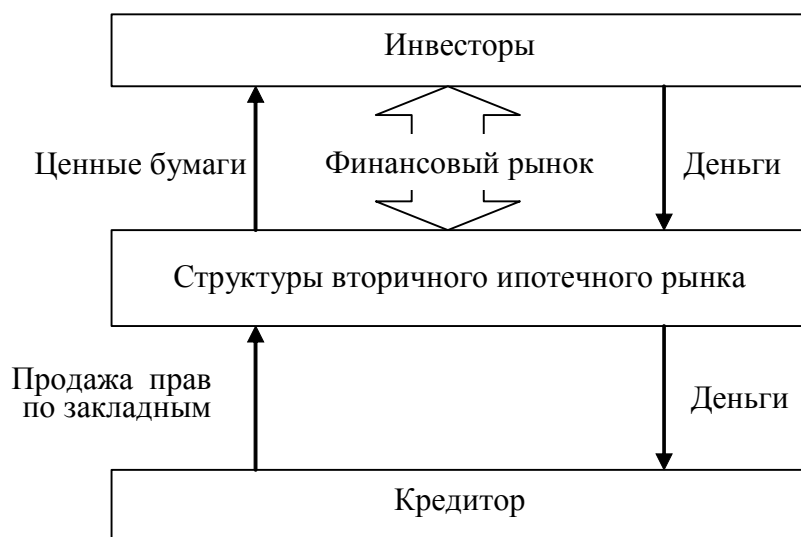 Инвесторы
Ценные бумаги
Финансовый рынок
Деньги
Структуры вторичного ипотечного рынка
Продажа прав
по закладным
Деньги
Кредитор